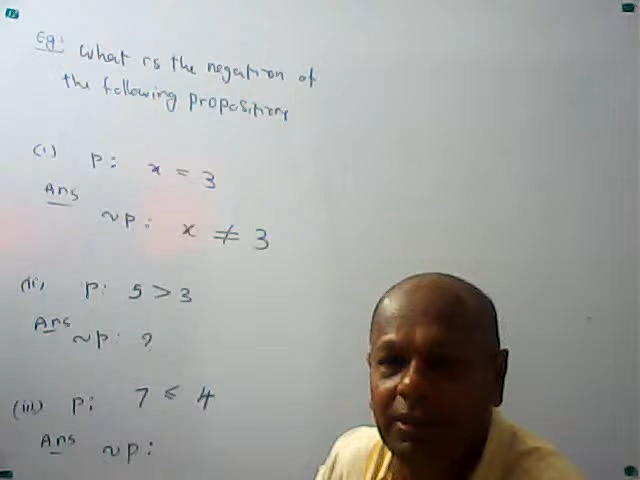 Eg: What is the negation of
the following propositions
(i) p: x = 3
Ans
~p: x ≠ 3
(ii) p: 5 > 3
Ans ~p: ?
(iii) p: 7 < 4
Ans ~p: